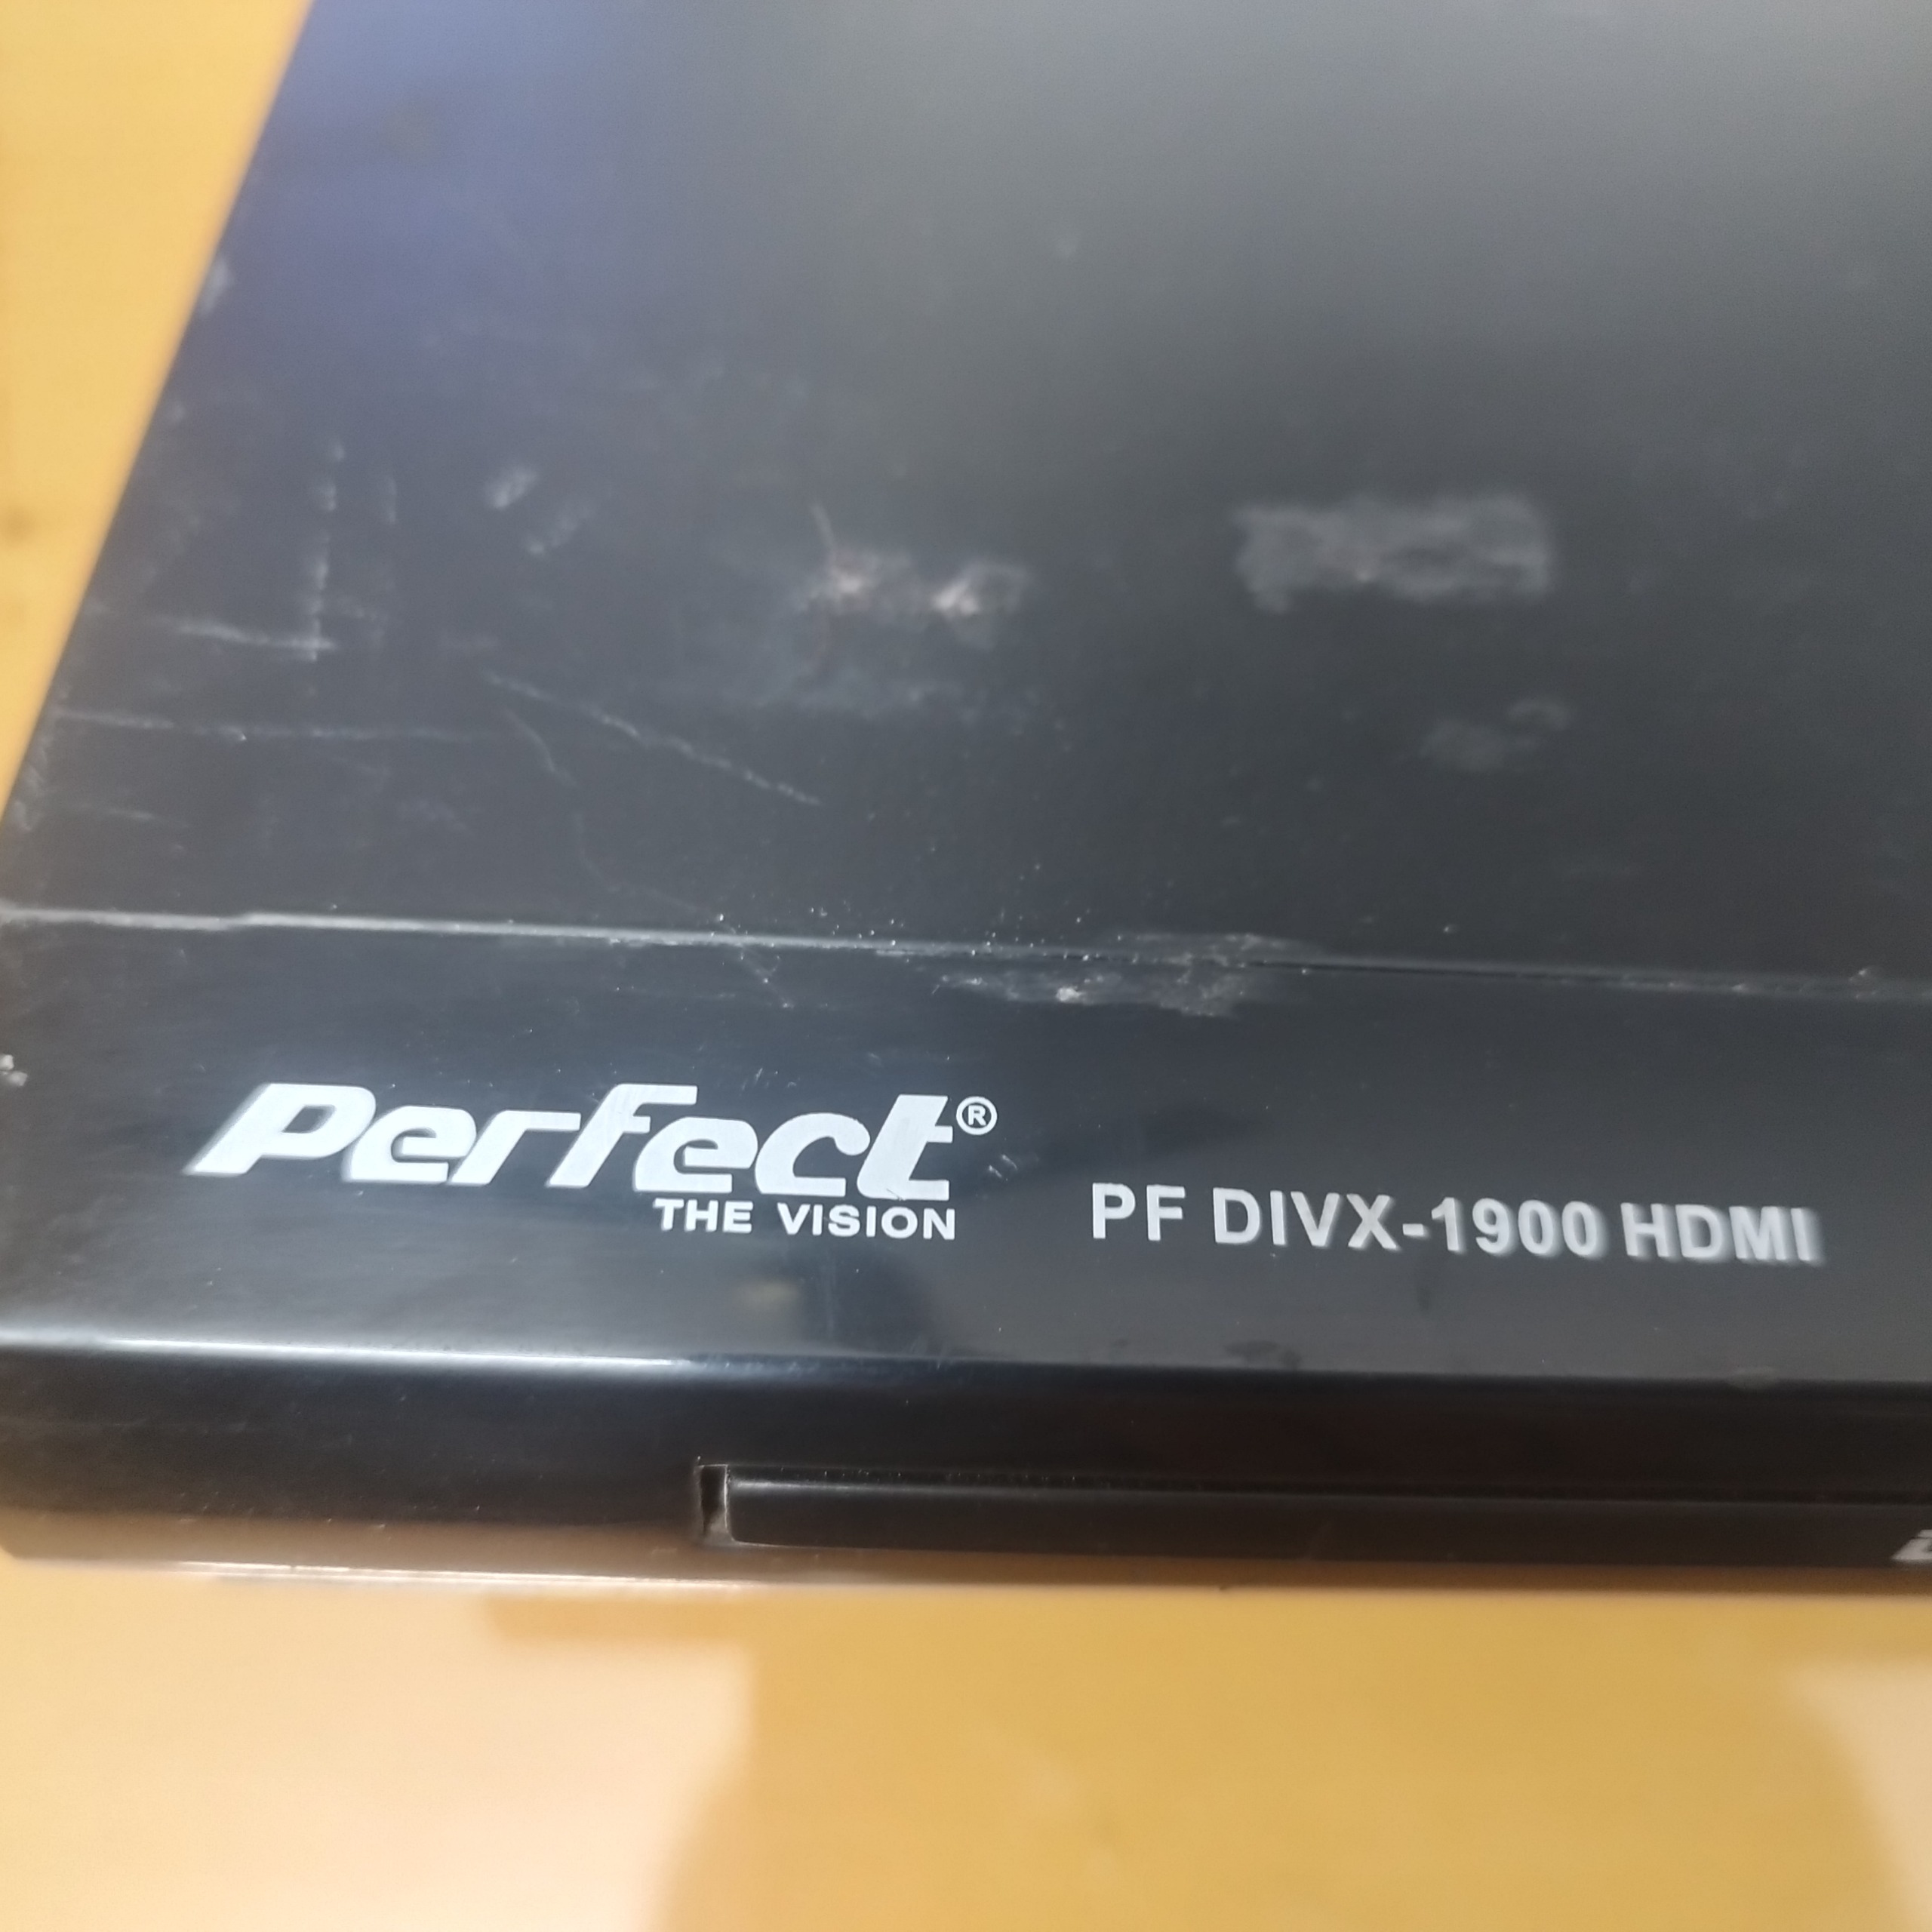 Perfect®
THE VISION
PF DIVX-1900 HDMI